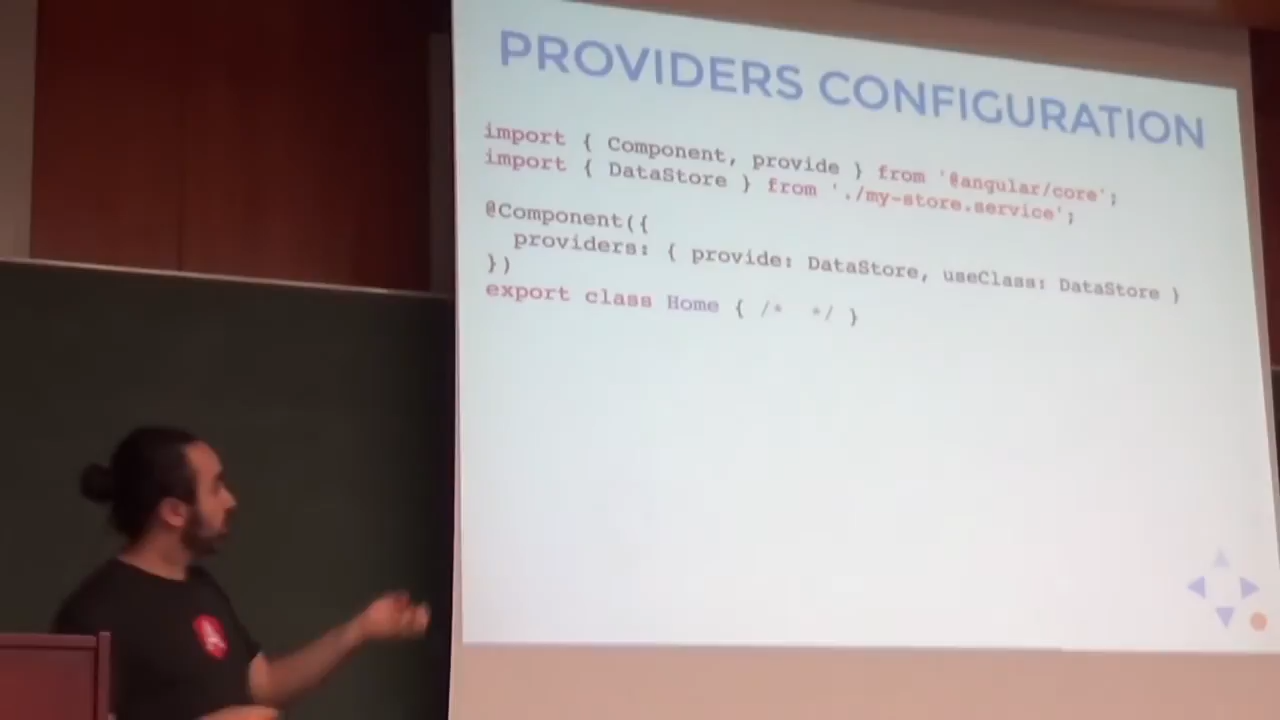 PROVIDERS CONFIGURATION
import { Component, provide } from '@angular/core';
import { DataStore } from './my-store.service';
@Component({
providers: { provide: DataStore, useClass: DataStore }
})
export class Home { /* */ }